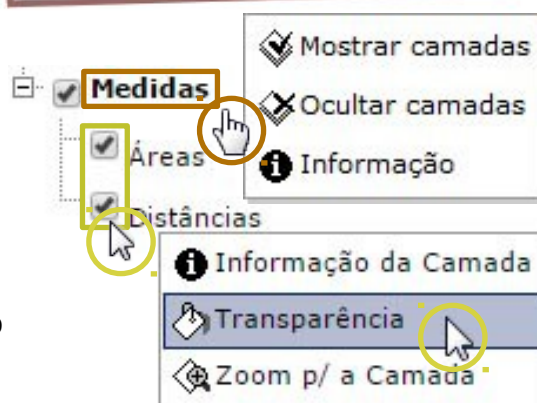 Mostrar camadas
Medidas
Ocultar camadas
Áreas
Informação
Distâncias
Informação da Camada
Transparência
Zoom p/ a Camada